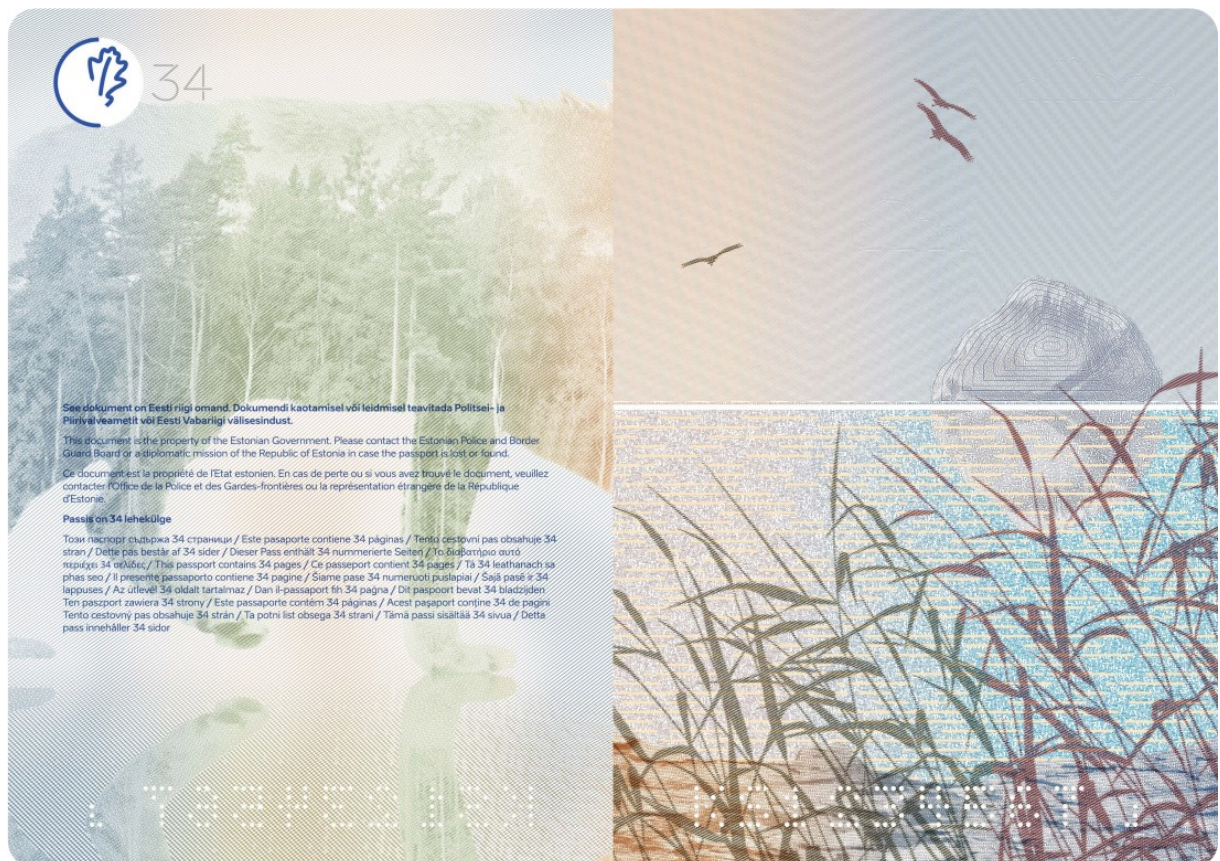 34
See dokument on Eesti riigi omand. Dokumendi kaotamisel või leidmisel teavitada Politsei- ja
Piirivalveametit või Eesti Vabariigi välisesindust.
This document is the property of the Estonian Government. Please contact the Estonian Police and Border
Guard Board or a diplomatic mission of the Republic of Estonia in case the passport is lost or found.
Ce document est la propriété de l'Etat estonien. En cas de perte ou si vous avez trouvé le document, veuillez
contacter l'Office de la Police et des Gardes-frontières ou la représentation étrangère de la République
d'Estonie.
Passis on 34 lehekülge
Този паспорт съдържа 34 страници / Este pasaporte contiene 34 páginas / Tento cestovní pas obsahuje 34
stran / Dette pas består af 34 sider / Dieser Pass enthält 34 nummerierte Seiten / Το διαβατήριο αυτό
περιέχει 34 σελίδες / This passport contains 34 pages / Ce passeport contient 34 pages / Tá 34 leathanach sa
phas seo / Il presente passaporto contiene 34 pagine / Šiame pase 34 numeruoti puslapiai / Šajā pasē ir 34
lappuses / Az útlevél 34 oldalt tartalmaz / Dan il-passaport fih 34 paġna / Dit paspoort bevat 34 bladzijden
Ten paszport zawiera 34 strony / Este passaporte contém 34 páginas / Acest paşaport conţine 34 de pagini
Tento cestovný pas obsahuje 34 strán / Ta potni list obsega 34 strani / Tämä passi sisältää 34 sivua / Detta
pass innehåller 34 sidor